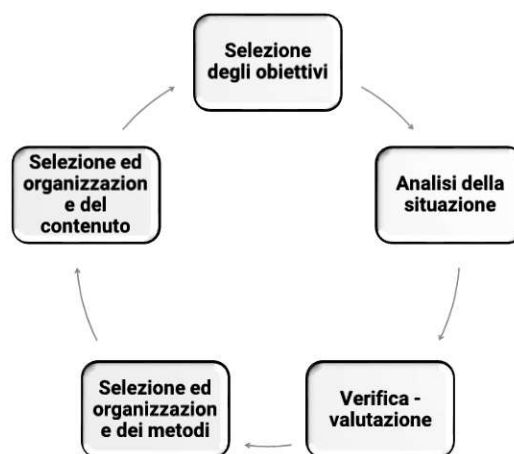 Selezione
degli obiettivi
Analisi della
situazione
Verifica -
valutazione
Selezione ed
organizzazion
e dei metodi
Selezione ed
organizzazion
e del
contenuto